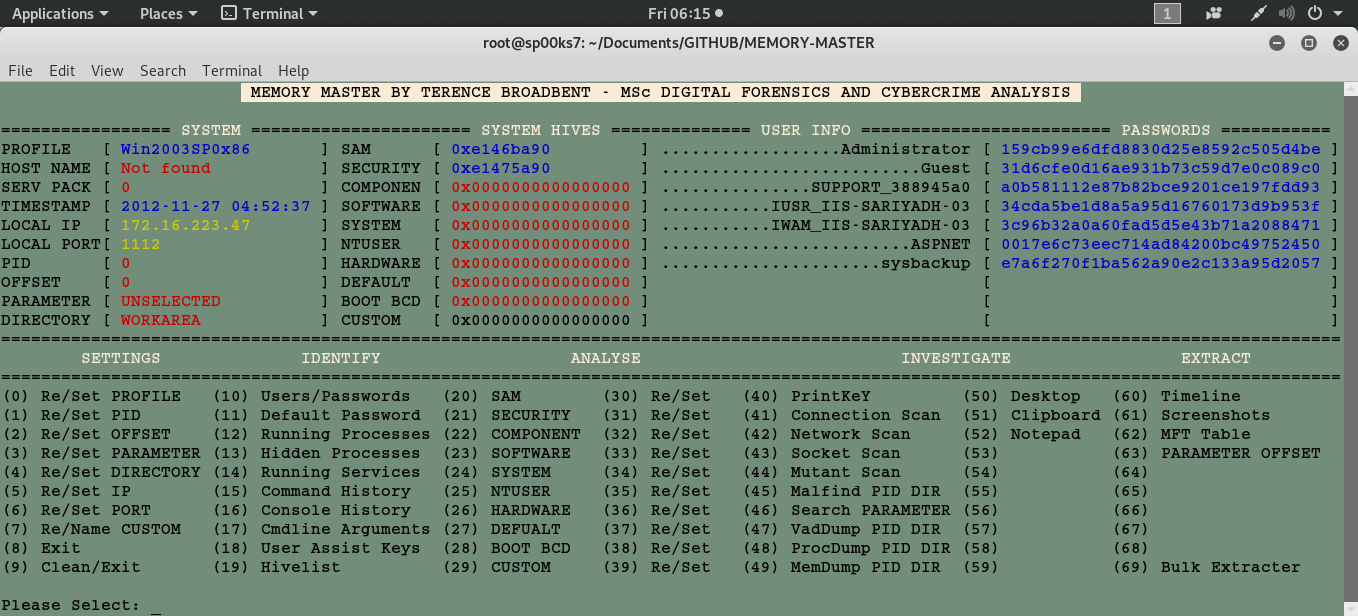 Applications Places Terminal Fri 06:15 1
root@sp00ks7: ~/Documents/GITHUB/MEMORY-MASTER
File Edit View Search Terminal Help
MEMORY MASTER BY TERENCE BROADBENT - MSc DIGITAL FORENSICS AND CYBERCRIME ANALYSIS
================= SYSTEM ====================== SYSTEM HIVES ============== USER INFO ========================= PASSWORDS ===========
PROFILE [ Win2003SP0x86 ] SAM [ 0xe146ba90 ] ..................Administrator [ 159cb99e6dfd8830d25e8592c505d4be ]
HOST NAME [ Not found ] SECURITY [ 0xe1475a90 ] ..........................Guest [ 31d6cfe0d16ae931b73c59d7e0c089c0 ]
SERV PACK [ 0 ] COMPONEN [ 0x0000000000000000 ] ...............SUPPORT_388945a0 [ a0b581112e87b82bce9201ce197fdd93 ]
TIMESTAMP [ 2012-11-27 04:52:37 ] SOFTWARE [ 0x0000000000000000 ] ...........IUSR_IIS-SARIYADH-03 [ 34cda5be1d8a5a95d16760173d9b953f ]
LOCAL IP [ 172.16.223.47 ] SYSTEM [ 0x0000000000000000 ] ...........IWAM_IIS-SARIYADH-03 [ 3c96b32a0a60fad5d5e43b71a2088471 ]
LOCAL PORT[ 1112 ] NTUSER [ 0x0000000000000000 ] .........................ASPNET [ 0017e6c73eec714ad84200bc49752450 ]
PID [ 0 ] HARDWARE [ 0x0000000000000000 ] ......................sysbackup [ e7a6f270f1ba562a90e2c133a95d2057 ]
OFFSET [ 0 ] DEFAULT [ 0x0000000000000000 ] [ ]
PARAMETER [ UNSELECTED ] BOOT BCD [ 0x0000000000000000 ] [ ]
DIRECTORY [ WORKAREA ] CUSTOM [ 0x0000000000000000 ] [ ]
======================================================================================================================================
SETTINGS IDENTIFY ANALYSE INVESTIGATE EXTRACT
======================================================================================================================================
(0) Re/Set PROFILE (10) Users/Passwords (20) SAM (30) Re/Set (40) PrintKeY (50) Desktop (60) Timeline
(1) Re/Set PID (11) Default Password (21) SECURITY (31) Re/Set (41) Connection Scan (51) Clipboard (61) Screenshots
(2) Re/Set OFFSET (12) Running Processes (22) COMPONENT (32) Re/Set (42) Network Scan (52) Notepad (62) MFT Table
(3) Re/Set PARAMETER (13) Hidden Processes (23) SOFTWARE (33) Re/Set (43) Socket Scan (53) (63) PARAMETER OFFSET
(4) Re/Set DIRECTORY (14) Running Services (24) SYSTEM (34) Re/Set (44) Mutant Scan (54) (64)
(5) Re/Set IP (15) Command History (25) NTUSER (35) Re/Set (45) Malfind PID DIR (55) (65)
(6) Re/Set PORT (16) Console History (26) HARDWARE (36) Re/Set (46) Search PARAMETER (56) (66)
(7) Re/Name CUSTOM (17) Cmdline Arguments (27) DEFUALT (37) Re/Set (47) VadDump PID DIR (57) (67)
(8) Exit (18) User Assist Keys (28) BOOT BCD (38) Re/Set (48) ProcDump PID DIR (58) (68)
(9) Clean/Exit (19) Hivelist (29) CUSTOM (39) Re/Set (49) MemDump PID DIR (59) (69) Bulk Extracter
Please Select: _